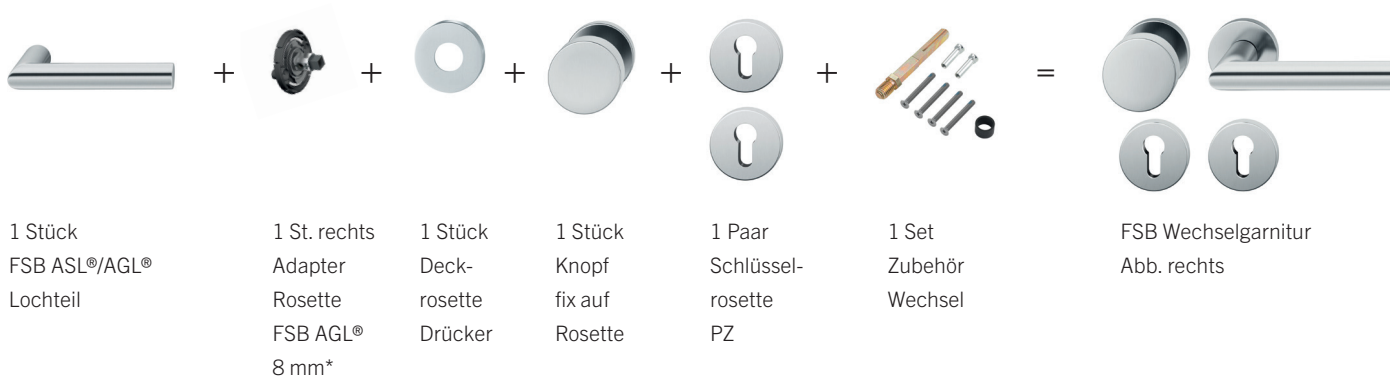 + + + + + =
1 Stück
FSB ASL®/AGL®
Lochteil
1 St. rechts
Adapter
Rosette
FSB AGL®
8 mm*
1 Stück
Deck-
rosette
Drücker
1 Stück
Knopf
fix auf
Rosette
1 Paar
Schlüssel-
rosette
PZ
1 Set
Zubehör
Wechsel
FSB Wechselgarnitur
Abb. rechts